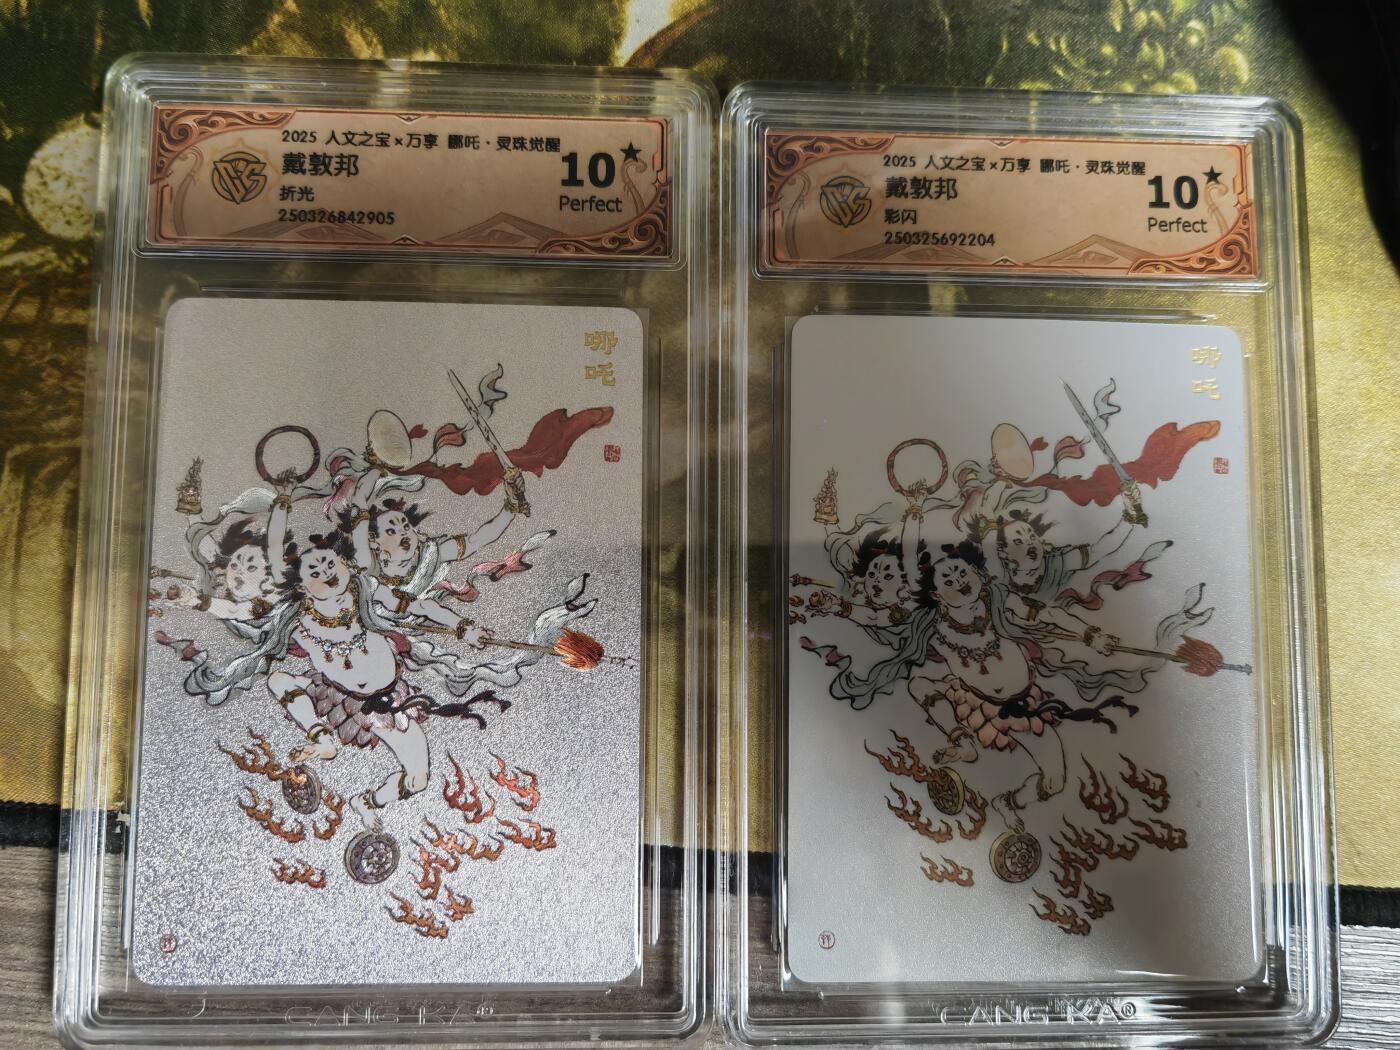 2025 人文之宝×万享 哪吒·灵珠觉醒
戴敦邦
折光
250326842905
10★
Perfect
哪
吒
CANG KA®
2025 人文之宝×万享 哪吒·灵珠觉醒
戴敦邦
彩闪
250325692204
10★
Perfect
哪
吒
CANG KA®